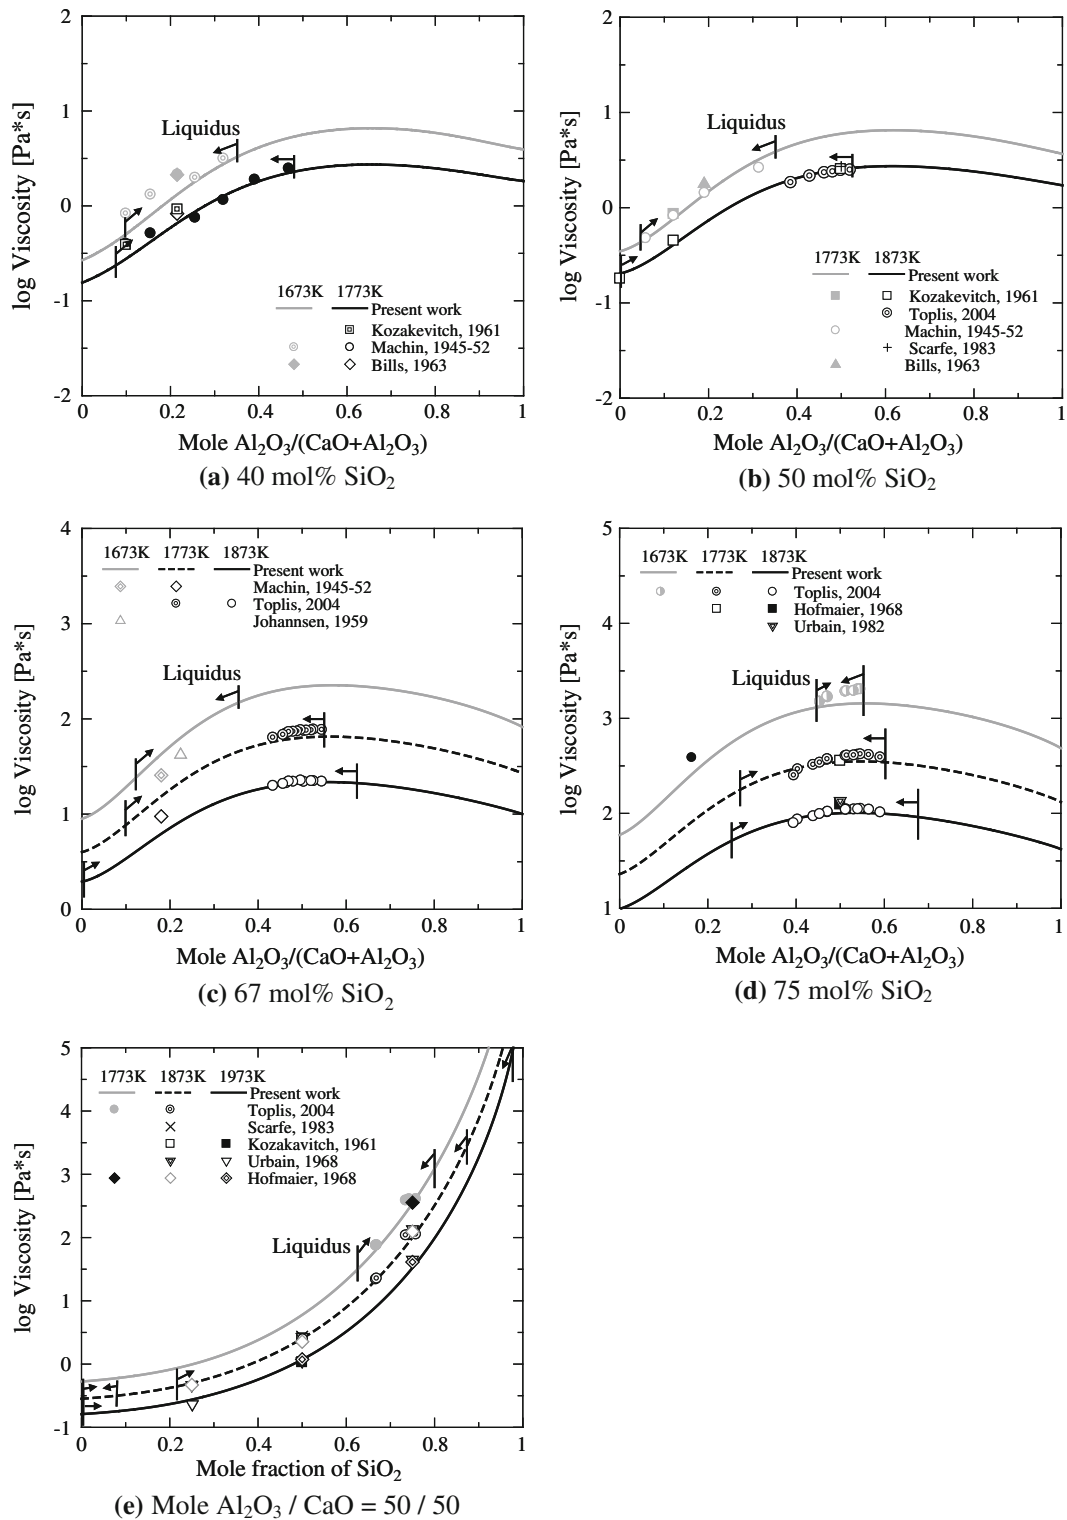 2
1
0
-1
-2
log Viscosity [Pa*s]
Liquidus
1673K 1773K
Present work
Kozakevitch, 1961
Machin, 1945-52
Bills, 1963
0 0.2 0.4 0.6 0.8 1
Mole Al₂O₃/(CaO+Al₂O₃)
(a) 40 mol% SiO₂
2
1
0
-1
-2
log Viscosity [Pa*s]
Liquidus
1773K 1873K
Present work
Kozakevitch, 1961
Toplis, 2004
Machin, 1945-52
Scarfe, 1983
Bills, 1963
0 0.2 0.4 0.6 0.8 1
Mole Al₂O₃/(CaO+Al₂O₃)
(b) 50 mol% SiO₂
4
3
2
1
0
log Viscosity [Pa*s]
1673K 1773K 1873K
Present work
Machin, 1945-52
Toplis, 2004
Johannsen, 1959
Liquidus
0 0.2 0.4 0.6 0.8 1
Mole Al₂O₃/(CaO+Al₂O₃)
(c) 67 mol% SiO₂
5
4
3
2
1
log Viscosity [Pa*s]
1673K 1773K 1873K
Present work
Toplis, 2004
Hofmaier, 1968
Urbain, 1982
Liquidus
0 0.2 0.4 0.6 0.8 1
Mole Al₂O₃/(CaO+Al₂O₃)
(d) 75 mol% SiO₂
5
4
3
2
1
0
-1
log Viscosity [Pa*s]
1773K 1873K 1973K
Present work
Toplis, 2004
Scarfe, 1983
Kozakavitch, 1961
Urbain, 1968
Hofmaier, 1968
Liquidus
0 0.2 0.4 0.6 0.8 1
Mole fraction of SiO₂
(e) Mole Al₂O₃ / CaO = 50 / 50